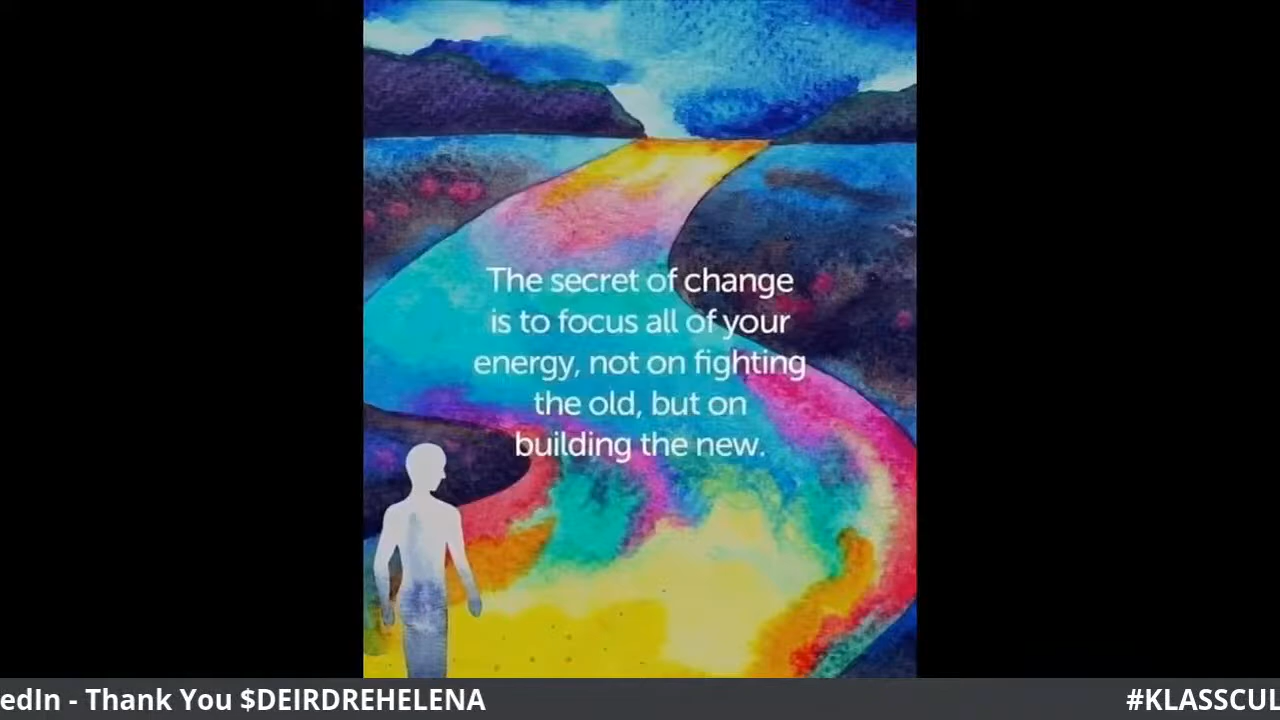 The secret of change
is to focus all of your
energy, not on fighting
the old, but on
building the new.
edIn - Thank You $DEIRDREHELENA #KLASSCUL